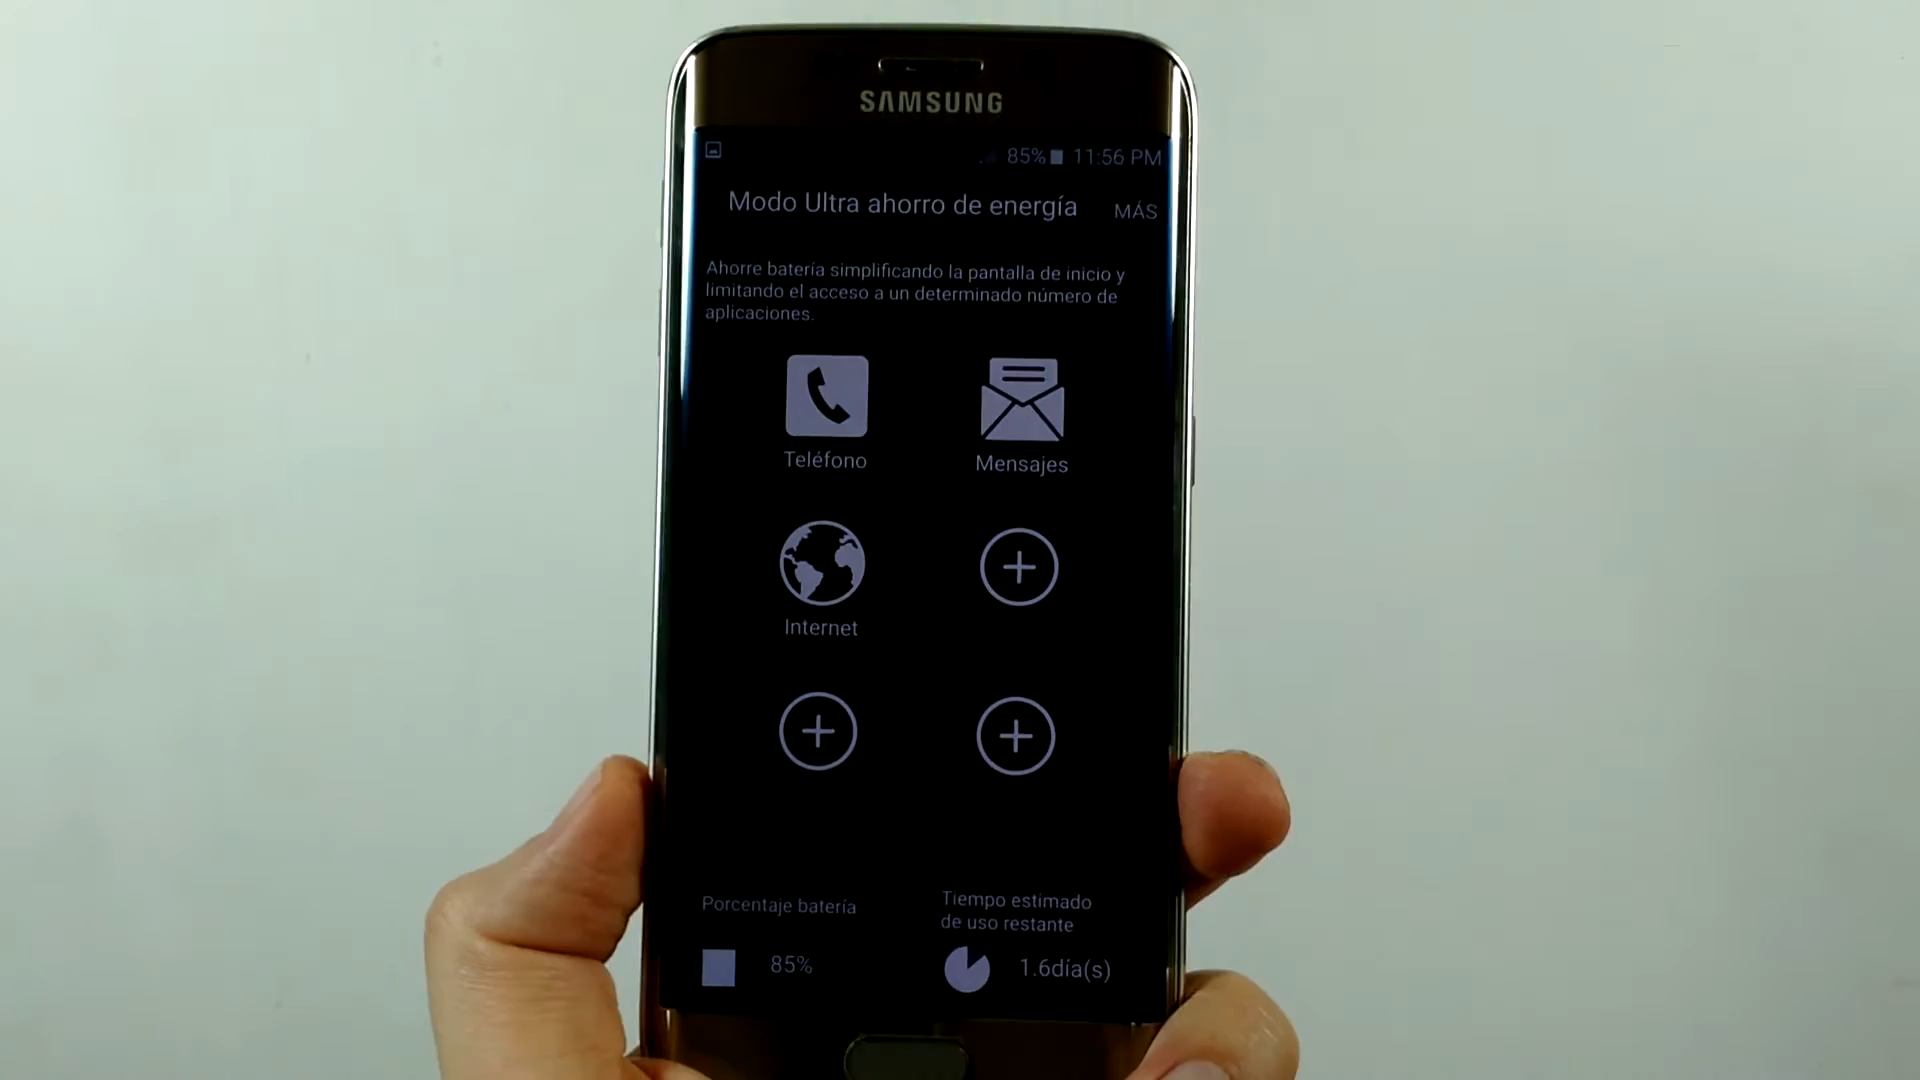 SAMSUNG
85% 11:56 PM
Modo Ultra ahorro de energía MÁS
Ahorre batería simplificando la pantalla de inicio y
limitando el acceso a un determinado número de
aplicaciones.
Teléfono Mensajes
Internet
Porcentaje batería
85%
Tiempo estimado
de uso restante
1.6día(s)